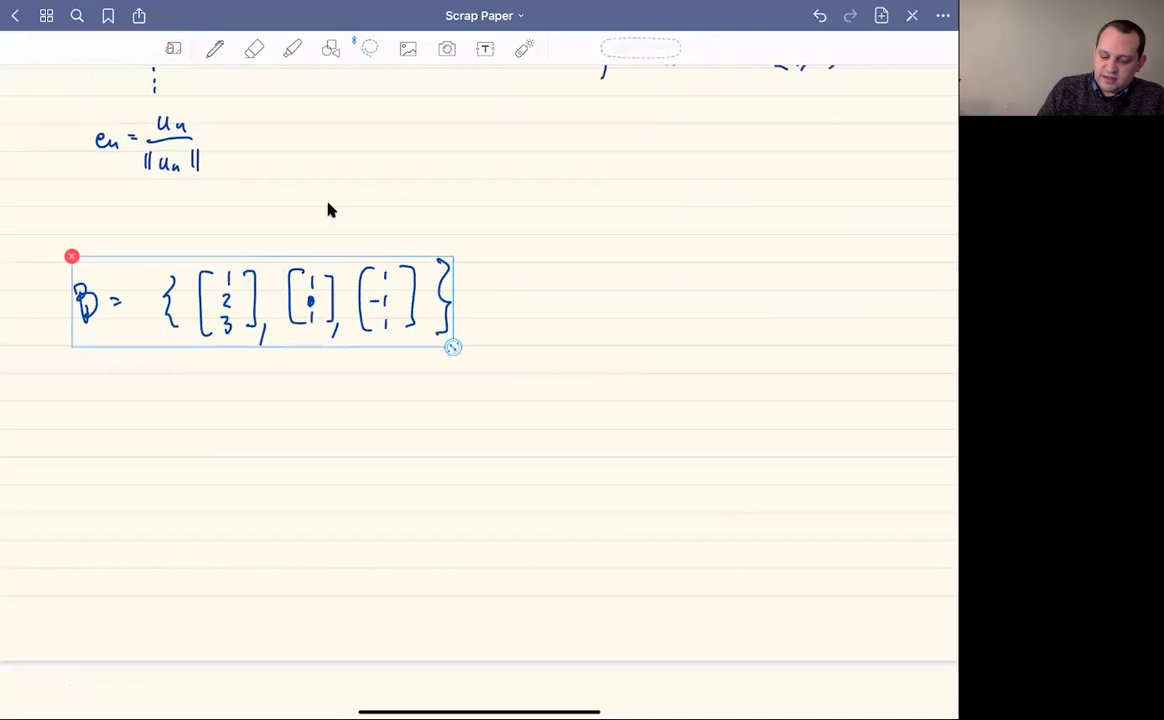 Scrap Paper
e_n = u_n / ||u_n||
B = { [1 2 3], [1 0 1], [1 -1 1] }